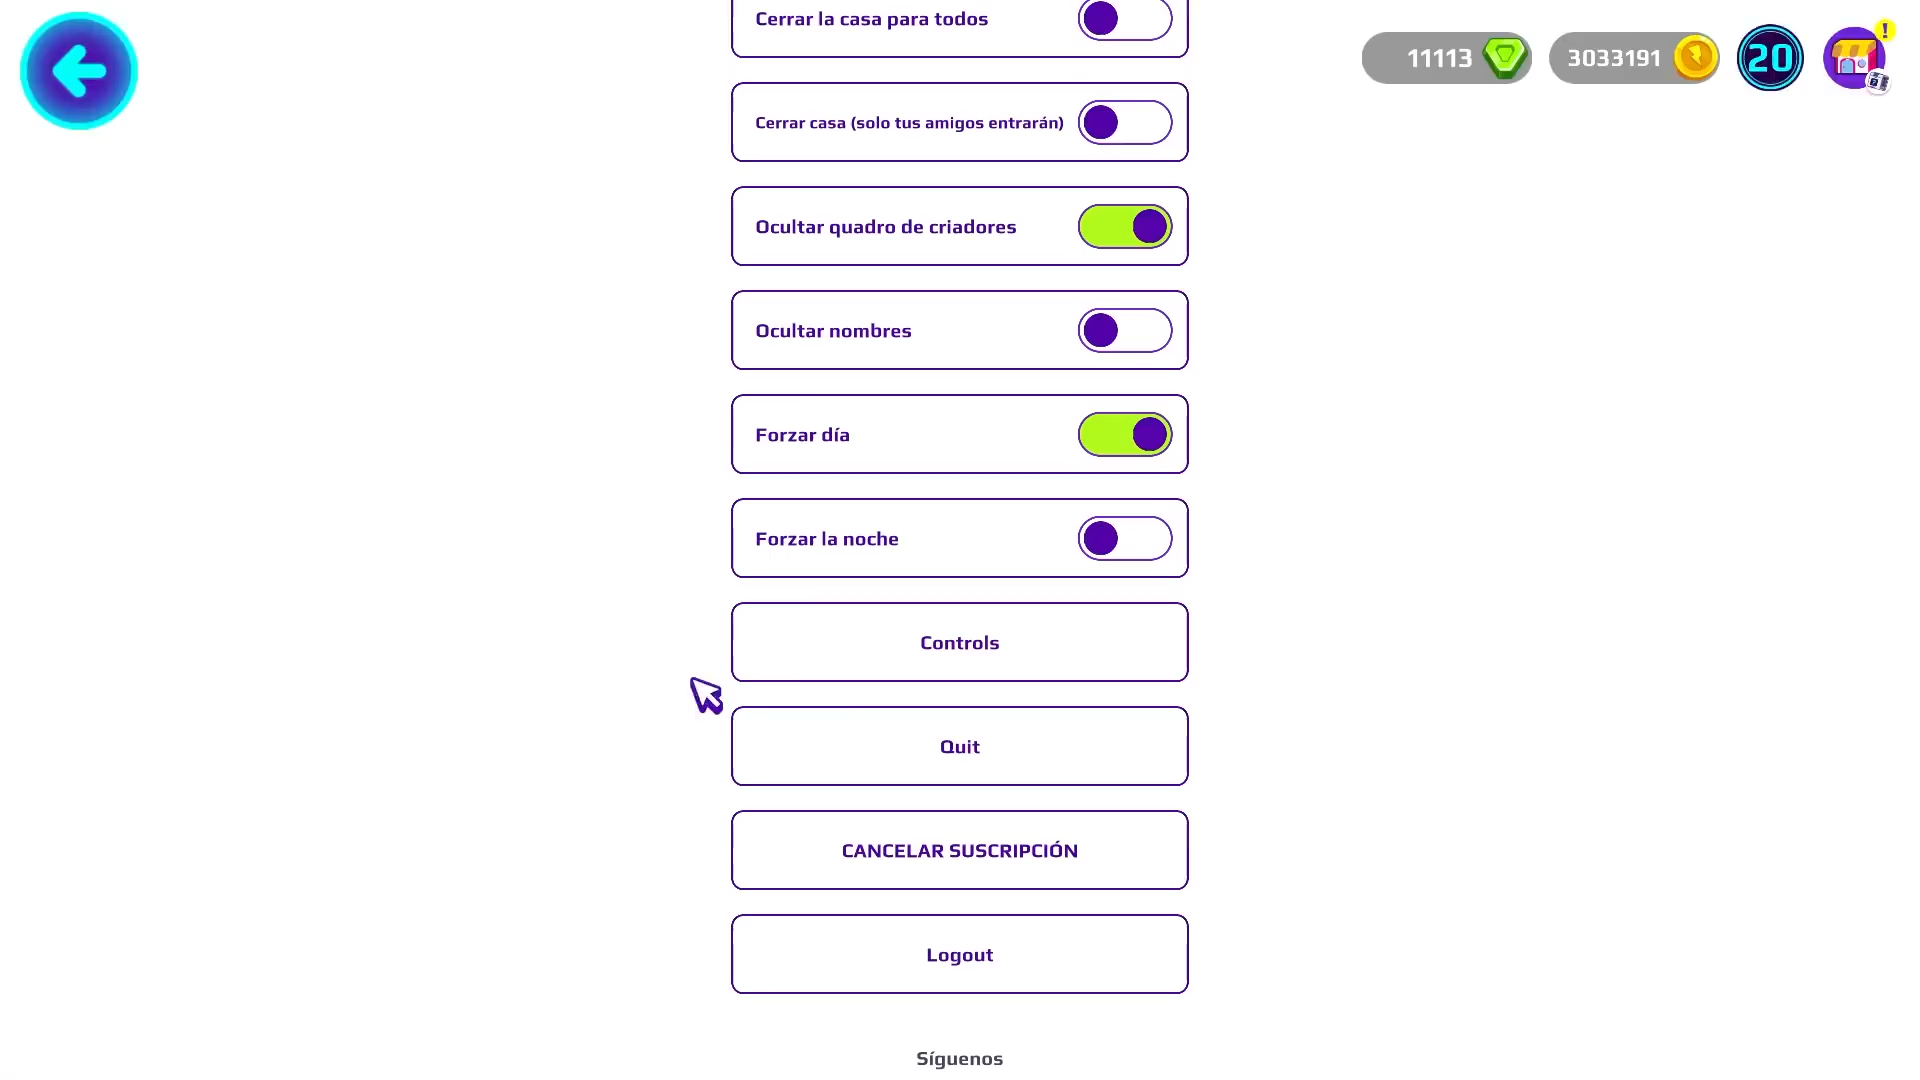 Cerrar la casa para todos
11113
3033191
20
!
Cerrar casa (solo tus amigos entrarán)
Ocultar quadro de criadores
Ocultar nombres
Forzar día
Forzar la noche
Controls
Quit
CANCELAR SUSCRIPCIÓN
Logout
Síguenos